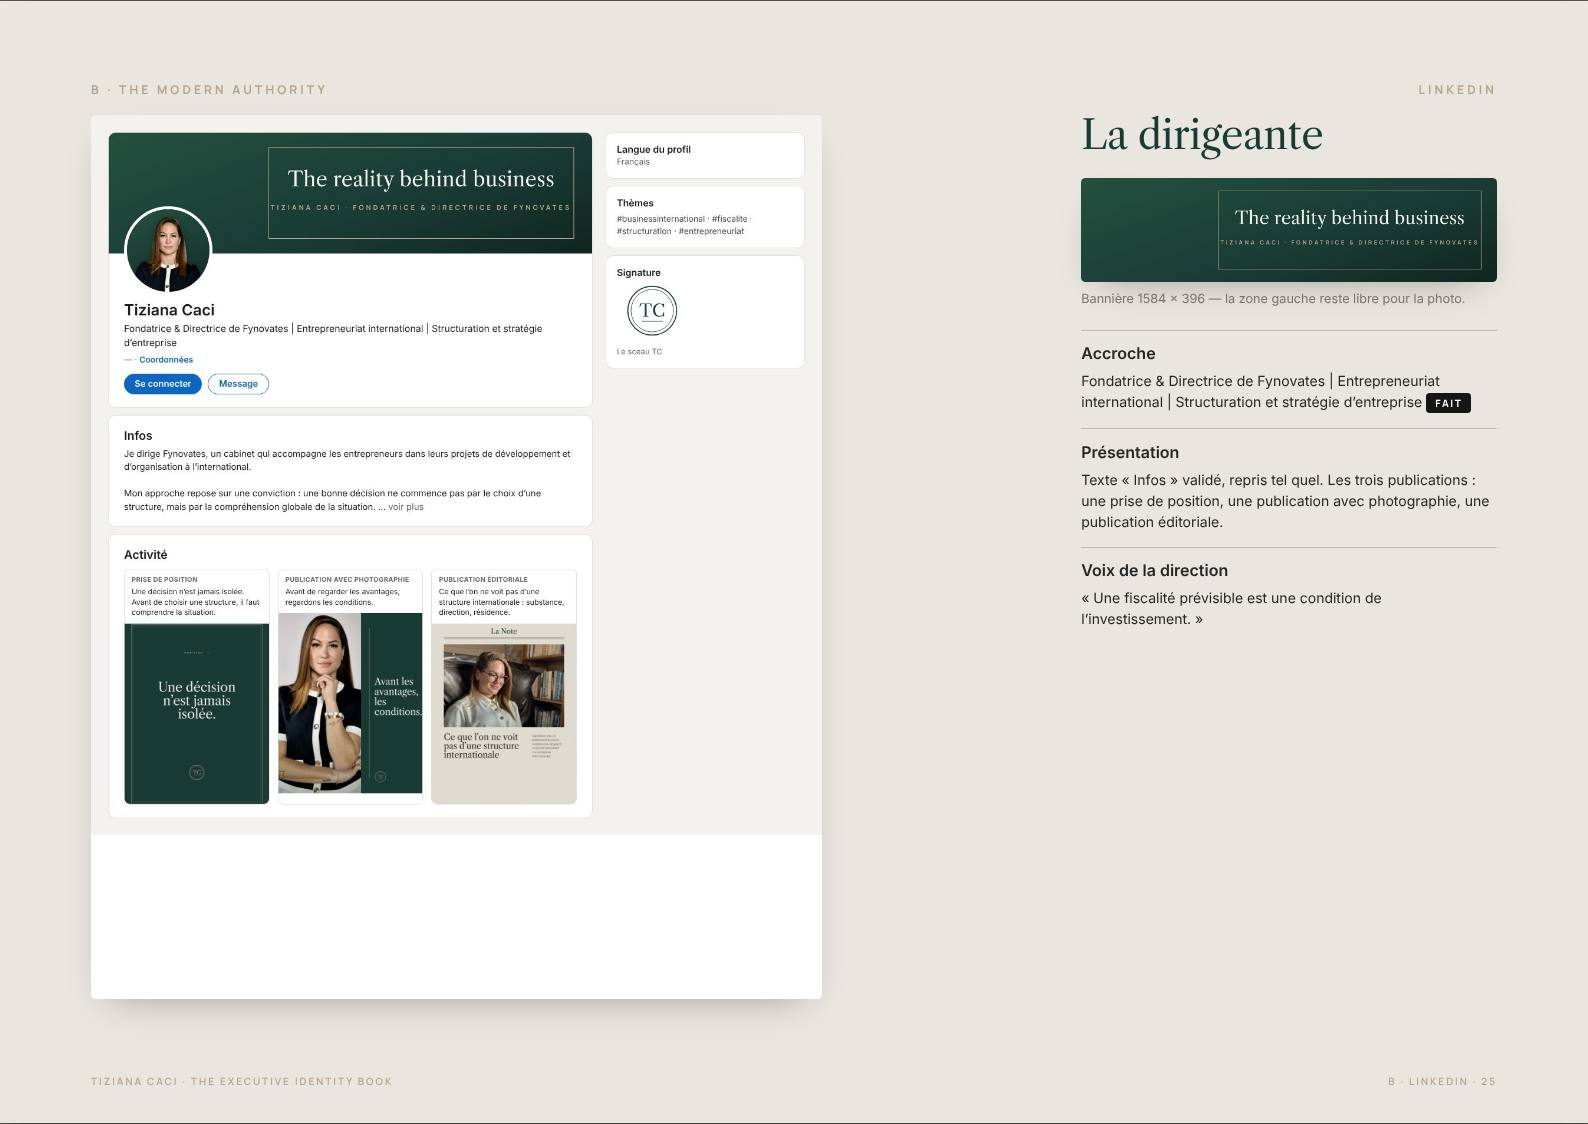 B · THE MODERN AUTHORITY
LINKEDIN
The reality behind business
TIZIANA CACI · FONDATRICE & DIRECTRICE DE FYNOVATES
Tiziana Caci
Fondatrice & Directrice de Fynovates | Entrepreneuriat international | Structuration et stratégie
d’entreprise
— · Coordonnées
Se connecter
Message
Infos
Je dirige Fynovates, un cabinet qui accompagne les entrepreneurs dans leurs projets de développement et
d’organisation à l’international.
Mon approche repose sur une conviction : une bonne décision ne commence pas par le choix d’une
structure, mais par la compréhension globale de la situation. ... voir plus
Activité
PRISE DE POSITION
Une décision n’est jamais isolée.
Avant de choisir une structure, il faut
comprendre la situation.
Une décision
n’est jamais
isolée.
TC
PUBLICATION AVEC PHOTOGRAPHIE
Avant de regarder les avantages,
regardons les conditions.
Avant les
avantages,
les
conditions.
TC
PUBLICATION ÉDITORIALE
Ce que l’on ne voit pas d’une
structure internationale : substance,
direction, résidence.
La Note
Ce que l’on ne voit
pas d’une structure
internationale
Langue du profil
Français
Thèmes
#businessinternational · #fiscalite ·
#structuration · #entrepreneuriat
Signature
TC
Le sceau TC
La dirigeante
The reality behind business
TIZIANA CACI · FONDATRICE & DIRECTRICE DE FYNOVATES
Bannière 1584 × 396 — la zone gauche reste libre pour la photo.
Accroche
Fondatrice & Directrice de Fynovates | Entrepreneuriat
international | Structuration et stratégie d’entreprise FAIT
Présentation
Texte « Infos » validé, repris tel quel. Les trois publications :
une prise de position, une publication avec photographie, une
publication éditoriale.
Voix de la direction
« Une fiscalité prévisible est une condition de
l’investissement. »
TIZIANA CACI · THE EXECUTIVE IDENTITY BOOK
B · LINKEDIN · 25